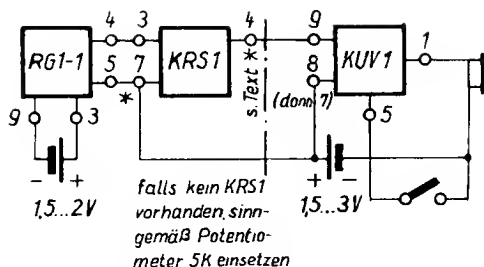 4 3 4 9 1
RG1-1 KRS1 KUV1
5 7 8
* s. Text *
(dann 7)
9 3 5
- + + -
1,5...2V 1,5...3V
falls kein KRS1
vorhanden, sinn-
gemäß Potentio-
meter 5K einsetzen